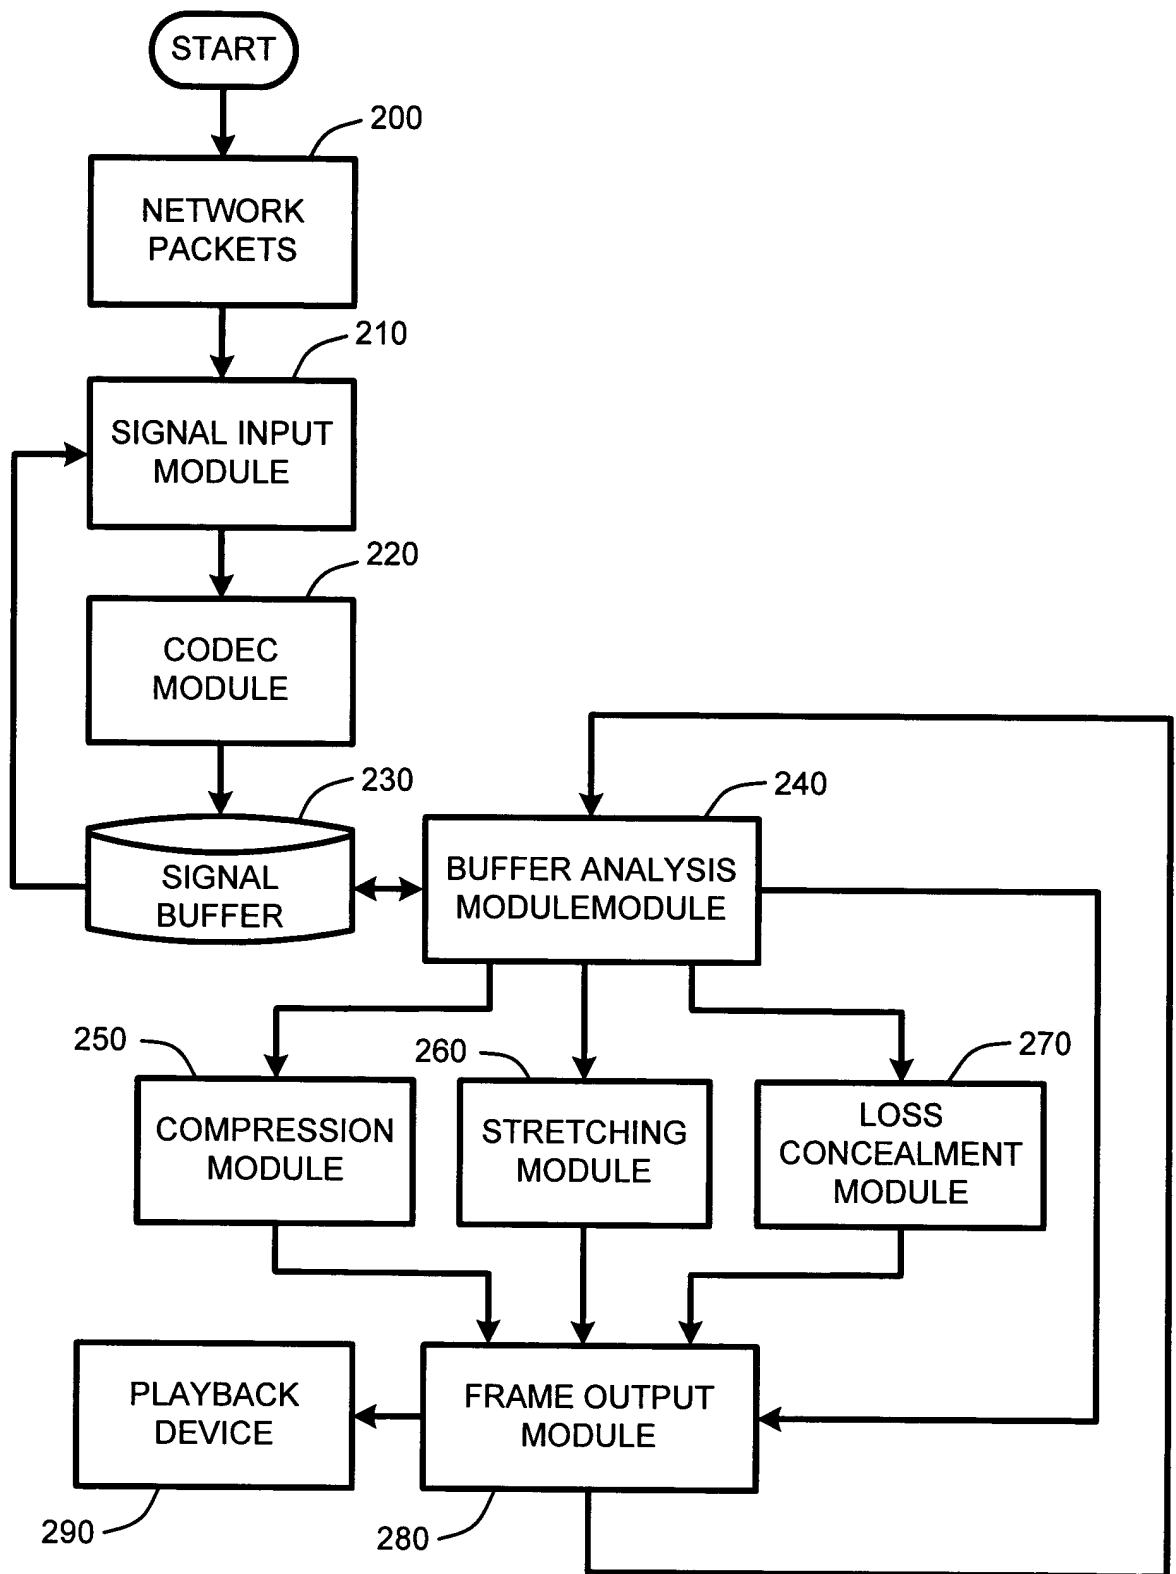 START
200
NETWORK
PACKETS
210
SIGNAL INPUT
MODULE
220
CODEC
MODULE
230
SIGNAL
BUFFER
240
BUFFER ANALYSIS
MODULEMODULE
250
COMPRESSION
MODULE
260
STRETCHING
MODULE
270
LOSS
CONCEALMENT
MODULE
PLAYBACK
DEVICE
290
FRAME OUTPUT
MODULE
280